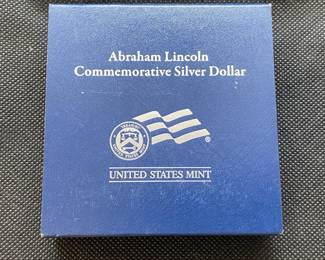 Abraham Lincoln
Commemorative Silver Dollar
®
UNITED STATES MINT